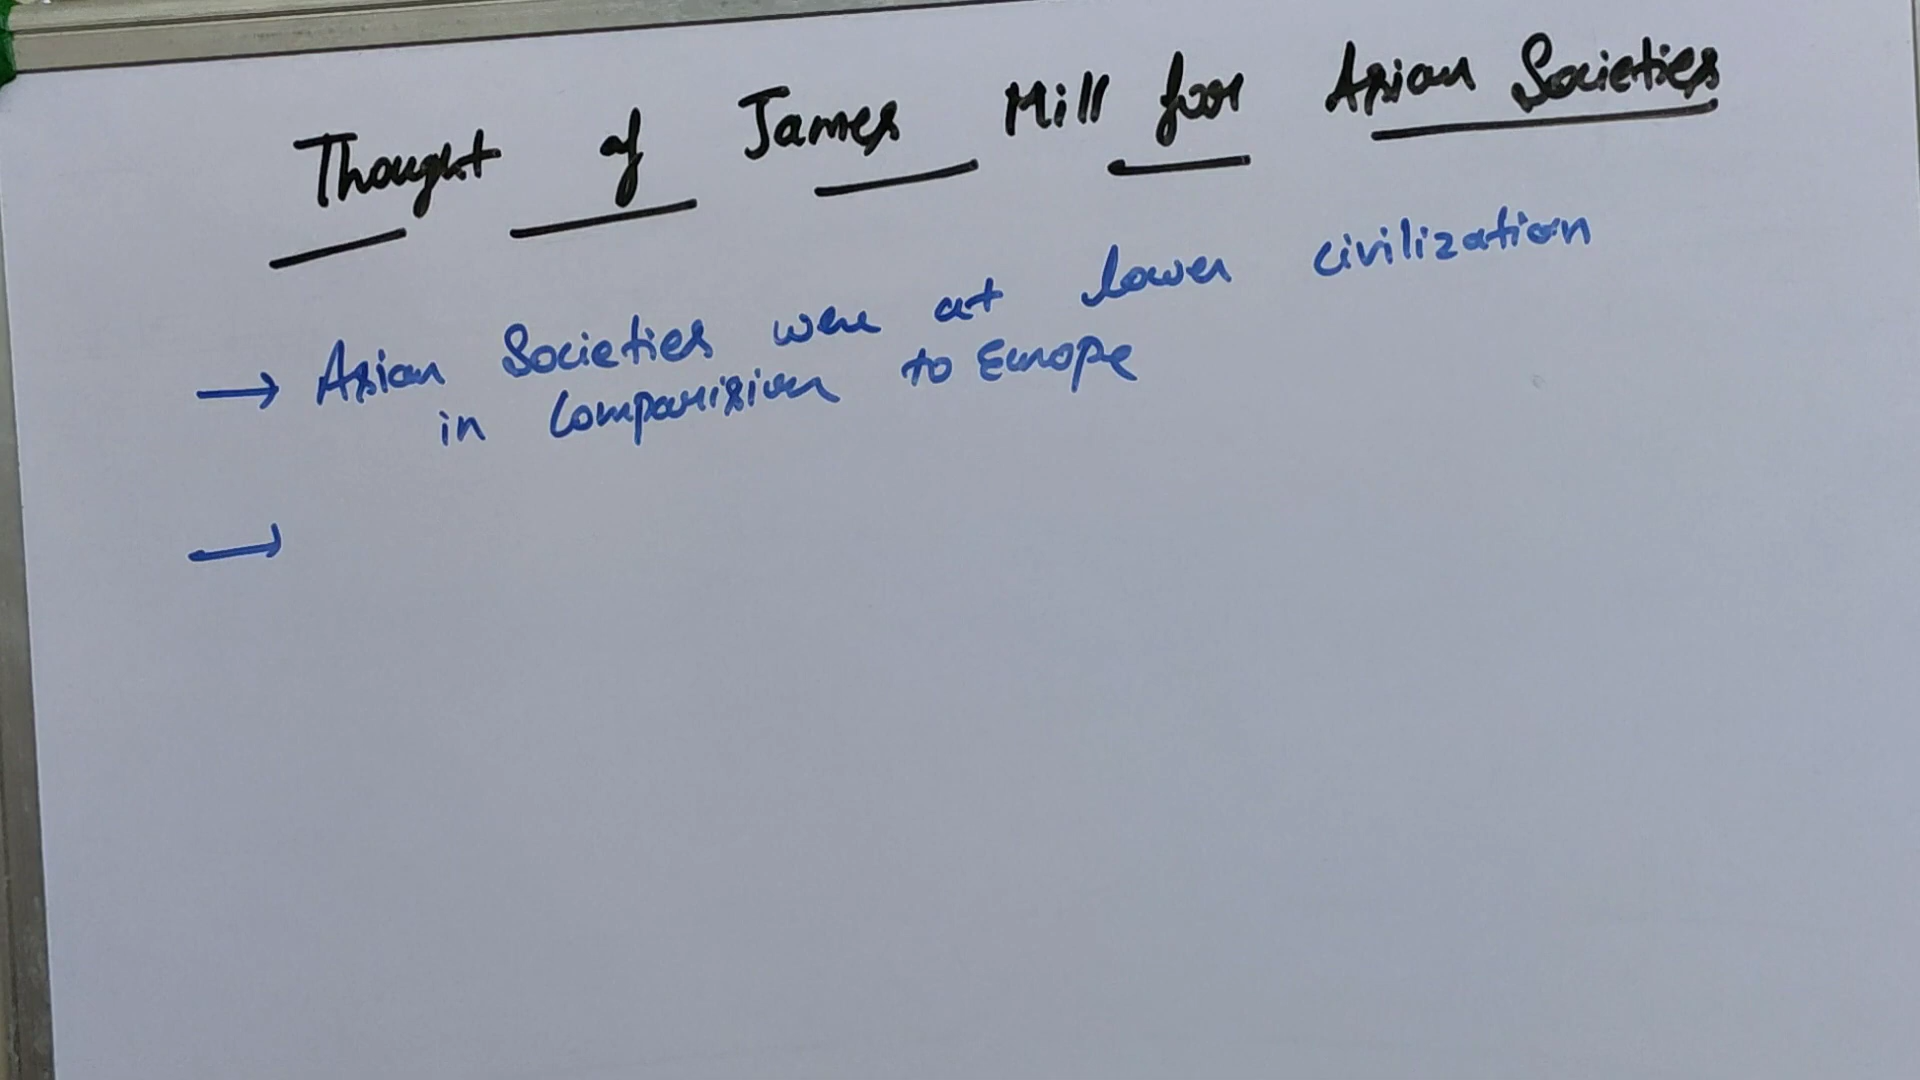 Thought of James Mill for Asian Societies
→ Asian Societies were at lower civilization
in Comparision to Europe
→